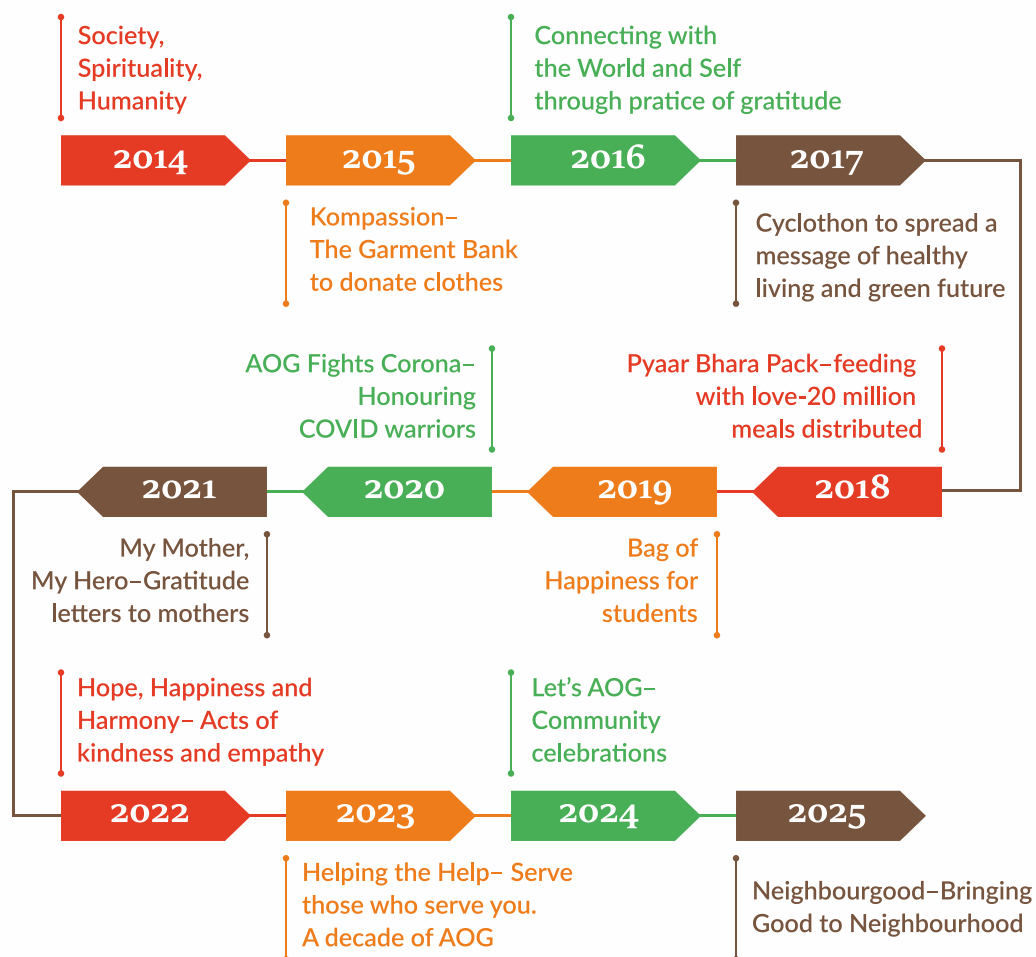 Society,
Spirituality,
Humanity
2014
Kompassion–
The Garment Bank
to donate clothes
2015
Connecting with
the World and Self
through pratice of gratitude
2016
2017
Cyclothon to spread a
message of healthy
living and green future
Pyaar Bhara Pack–feeding
with love-20 million
meals distributed
2018
2019
Bag of
Happiness for
students
AOG Fights Corona–
Honouring
COVID warriors
2020
2021
My Mother,
My Hero–Gratitude
letters to mothers
Hope, Happiness and
Harmony– Acts of
kindness and empathy
2022
2023
Helping the Help– Serve
those who serve you.
A decade of AOG
Let’s AOG–
Community
celebrations
2024
2025
Neighbourgood–Bringing
Good to Neighbourhood